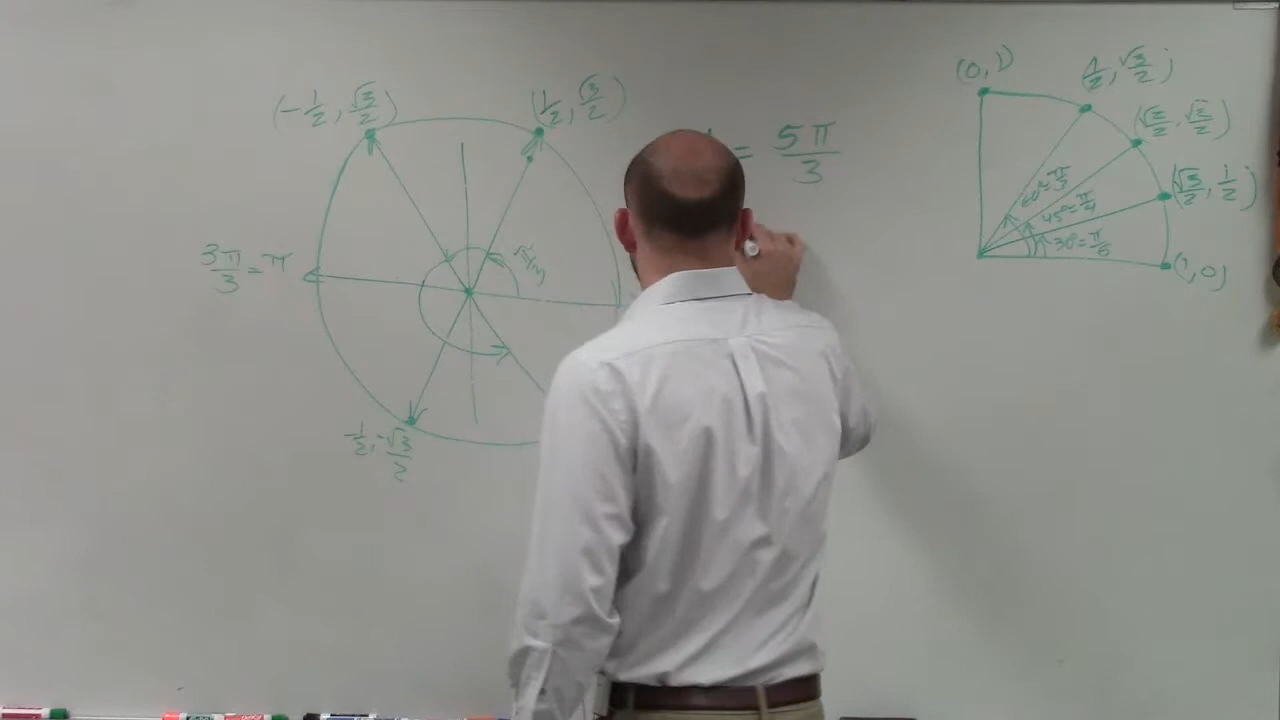 (-1/2, √3/2)
(1/2, √3/2)
= 5π/3
3π/3 = π
π/3
-1/2, -√3/2
(0, 1)
(1/2, √3/2)
(√2/2, √2/2)
(√3/2, 1/2)
(1, 0)
60° = π/3
45° = π/4
30° = π/6